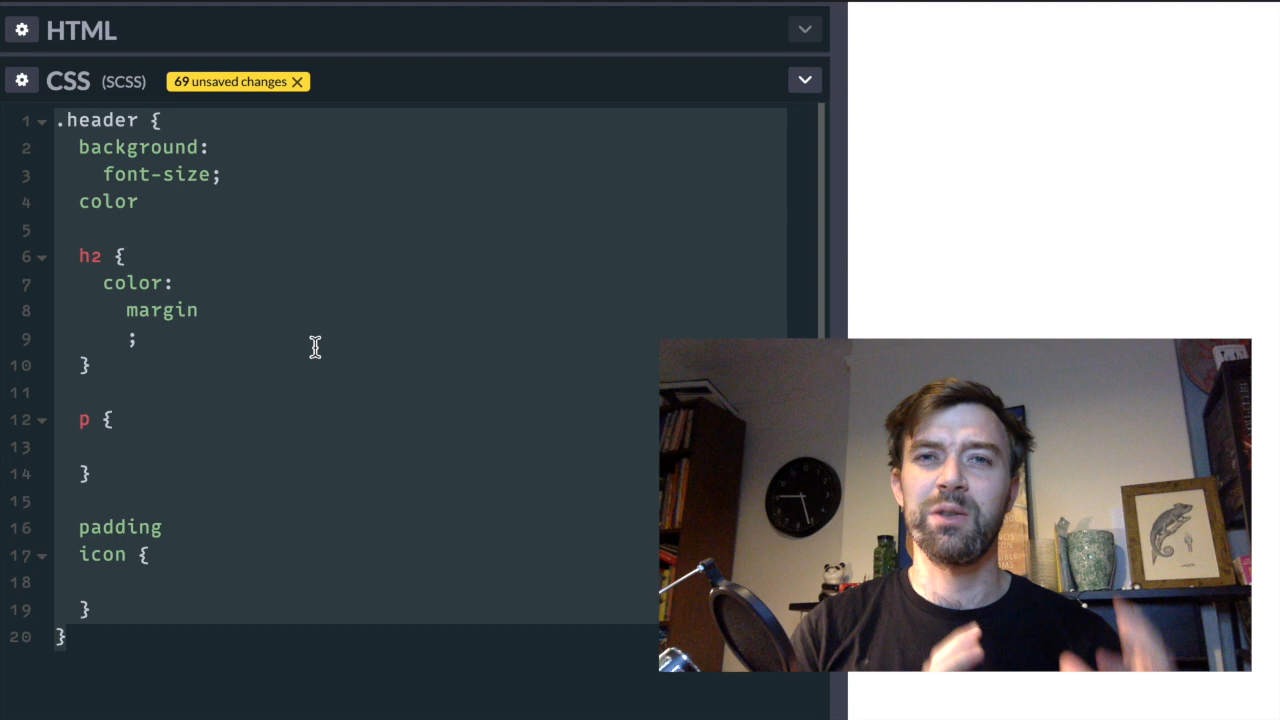 HTML
CSS (SCSS) 69 unsaved changes
1 .header {
2 background:
3 font-size;
4 color
5
6 h2 {
7 color:
8 margin
9 ;
10 }
11
12 p {
13
14 }
15
16 padding
17 icon {
18
19 }
20 }